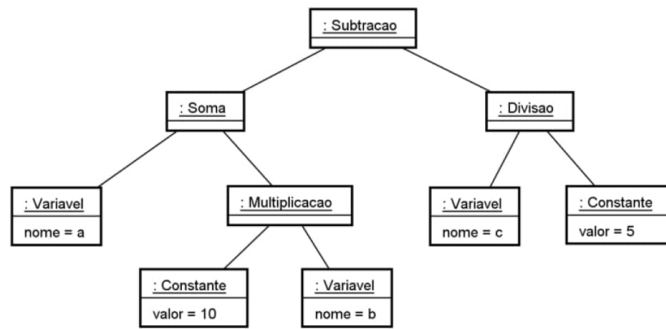 : Subtracao
: Soma
: Divisao
: Variavel
nome = a
: Multiplicacao
: Variavel
nome = c
: Constante
valor = 5
: Constante
valor = 10
: Variavel
nome = b